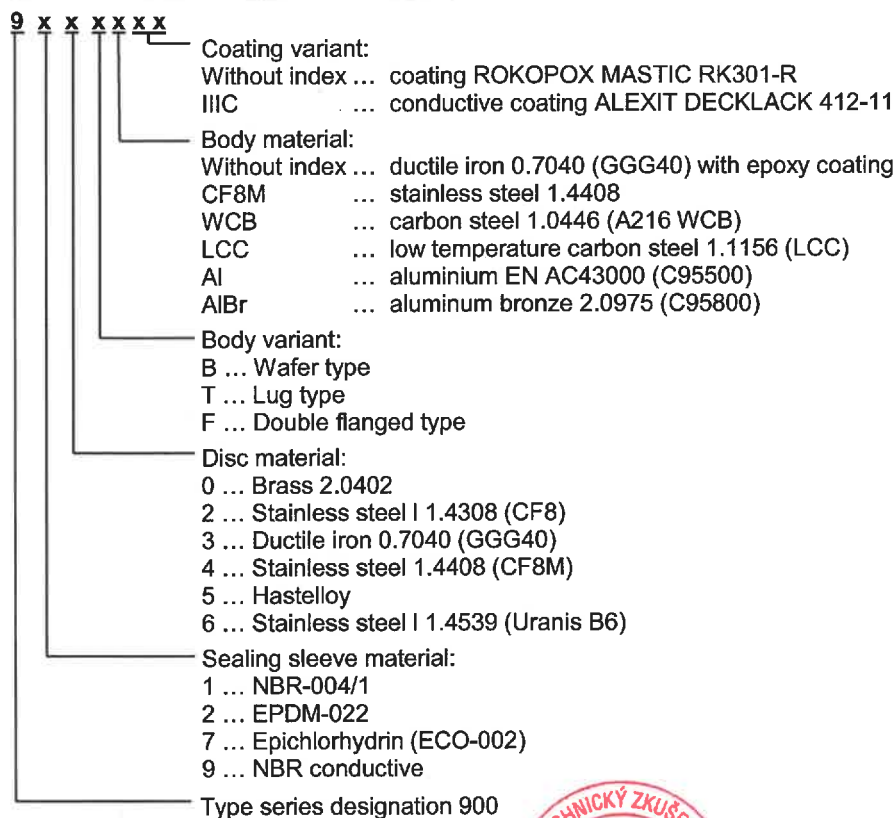 9 x x x x x x
Coating variant:
Without index ... coating ROKOPOX MASTIC RK301-R
IIIC ... conductive coating ALEXIT DECKLACK 412-11
Body material:
Without index ... ductile iron 0.7040 (GGG40) with epoxy coating
CF8M ... stainless steel 1.4408
WCB ... carbon steel 1.0446 (A216 WCB)
LCC ... low temperature carbon steel 1.1156 (LCC)
Al ... aluminium EN AC43000 (C95500)
AlBr ... aluminum bronze 2.0975 (C95800)
Body variant:
B ... Wafer type
T ... Lug type
F ... Double flanged type
Disc material:
0 ... Brass 2.0402
2 ... Stainless steel l 1.4308 (CF8)
3 ... Ductile iron 0.7040 (GGG40)
4 ... Stainless steel 1.4408 (CF8M)
5 ... Hastelloy
6 ... Stainless steel l 1.4539 (Uranis B6)
Sealing sleeve material:
1 ... NBR-004/1
2 ... EPDM-022
7 ... Epichlorhydrin (ECO-002)
9 ... NBR conductive
Type series designation 900